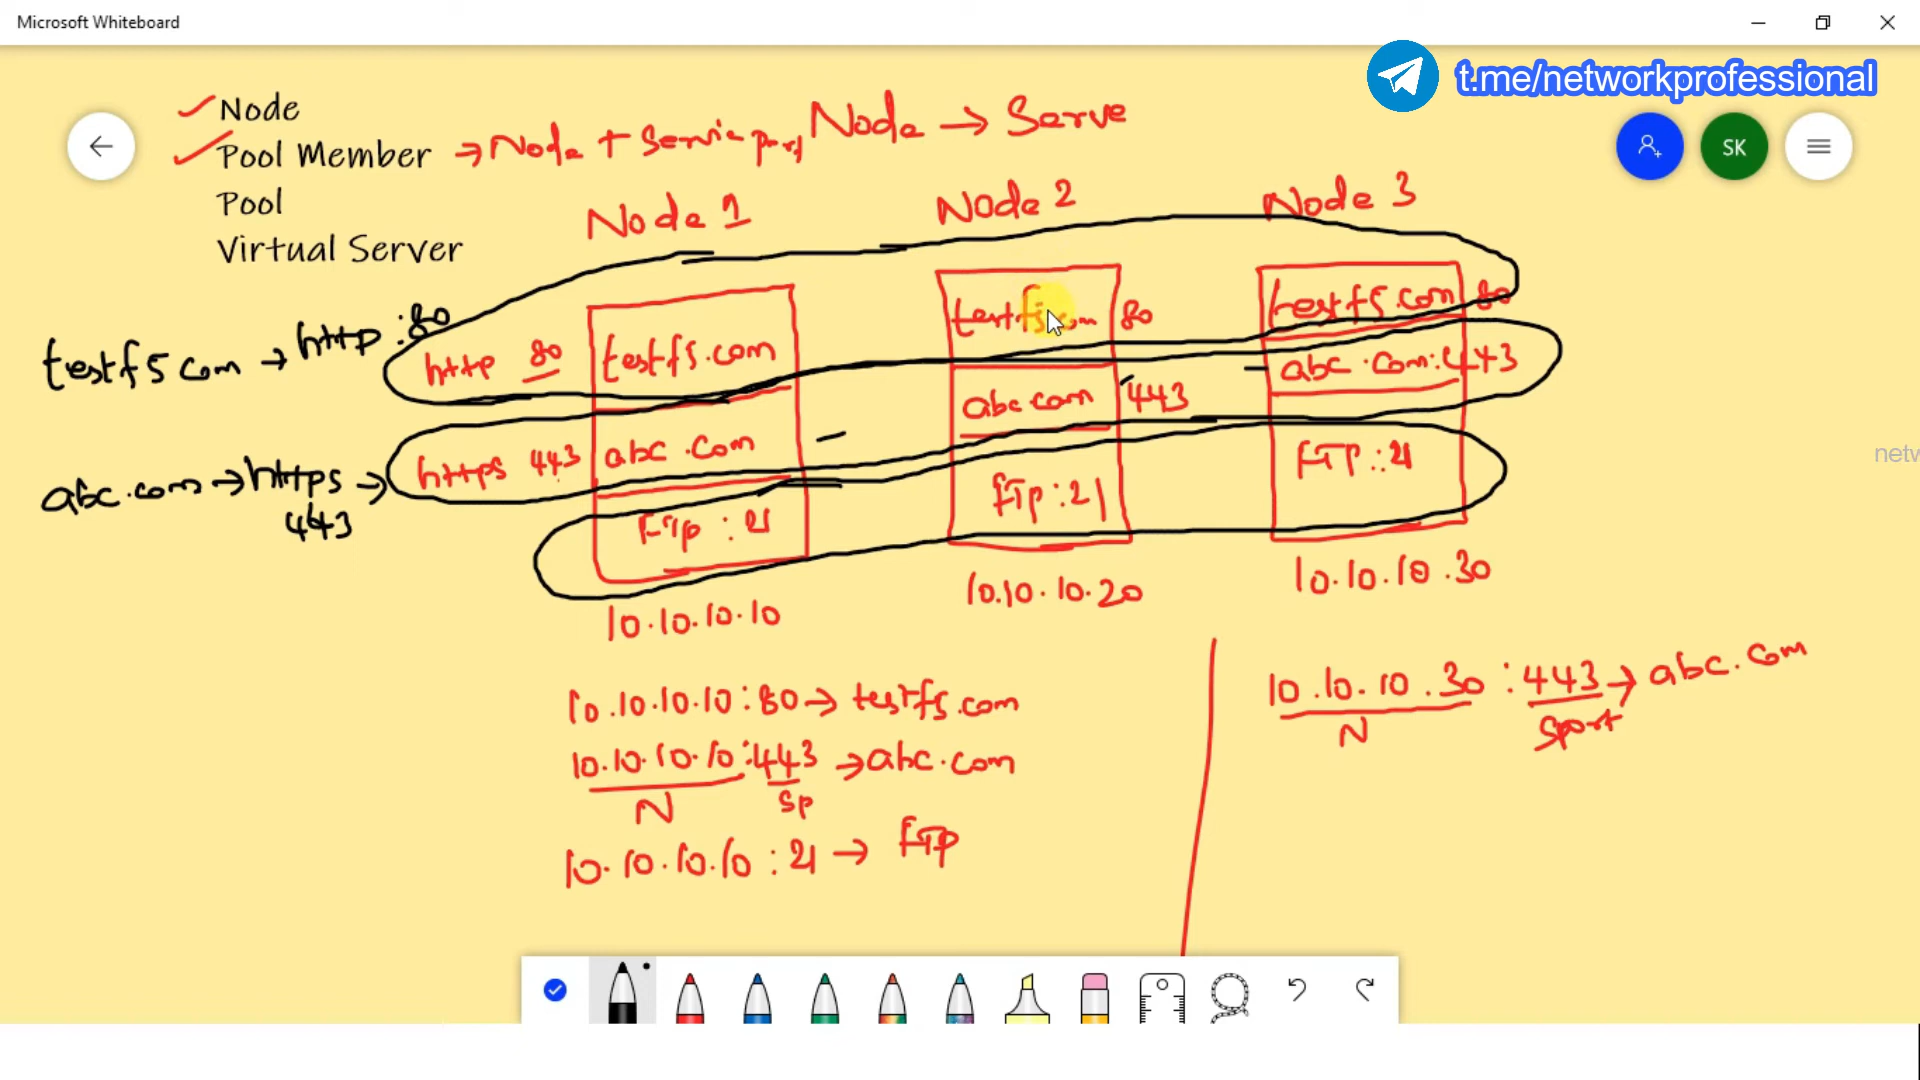 Microsoft Whiteboard
t.me/networkprofessional
Node
Pool Member → Node + Service port
Node → Serve
Pool
Virtual Server
SK
Node 1
Node 2
Node 3
testf5 com → http :80
http 80 testf5.com
testf5.com 80
testf5.com 80
abc.com → https →
443
https 443 abc.com
abc com 443
abc.com:443
FTP : 21
FTP : 21
FTP : 21
10.10.10.10
10.10.10.20
10.10.10.30
netw
10.10.10.10:80 → testf5.com
10.10.10.10:443 → abc.com
N SP
10.10.10.10 : 21 → FTP
10.10.10.30 : 443 → abc.com
N Sport